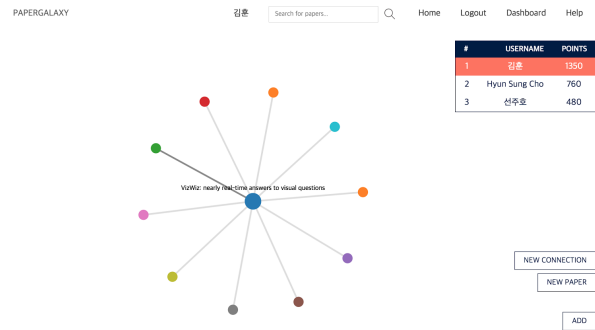 PAPERGALAXY 김훈 Search for papers... Home Logout Dashboard Help
# USERNAME POINTS
1 김훈 1350
2 Hyun Sung Cho 760
3 선주호 480
VizWiz: nearly real-time answers to visual questions
NEW CONNECTION
NEW PAPER
ADD